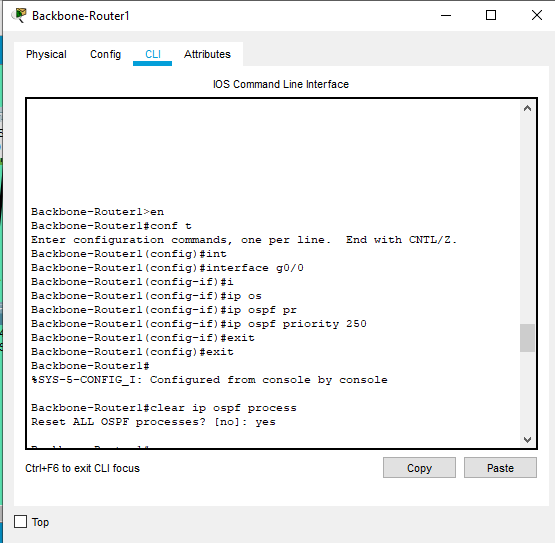 Backbone-Router1
Physical Config CLI Attributes
IOS Command Line Interface
Backbone-Router1>en
Backbone-Router1#conf t
Enter configuration commands, one per line.  End with CNTL/Z.
Backbone-Router1(config)#int
Backbone-Router1(config)#interface g0/0
Backbone-Router1(config-if)#i
Backbone-Router1(config-if)#ip os
Backbone-Router1(config-if)#ip ospf pr
Backbone-Router1(config-if)#ip ospf priority 250
Backbone-Router1(config-if)#exit
Backbone-Router1(config)#exit
Backbone-Router1#
%SYS-5-CONFIG_I: Configured from console by console
Backbone-Router1#clear ip ospf process
Reset ALL OSPF processes? [no]: yes
Ctrl+F6 to exit CLI focus
Copy Paste
Top